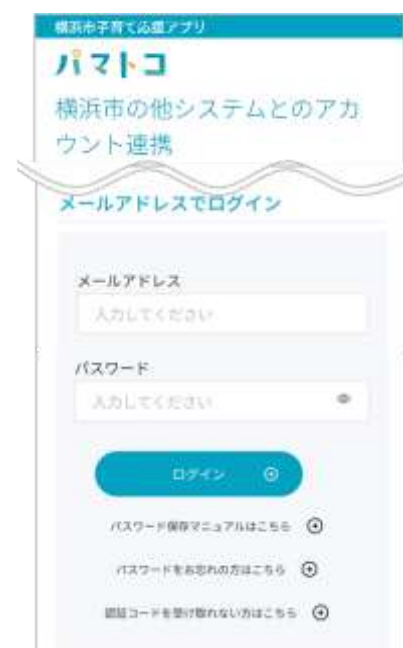 横浜市子育て応援アプリ
パマトコ
横浜市の他システムとのアカ
ウント連携
メールアドレスでログイン
メールアドレス
入力してください
パスワード
入力してください
ログイン
パスワード保存マニュアルはこちら
パスワードをお忘れの方はこちら
認証コードを受け取れない方はこちら